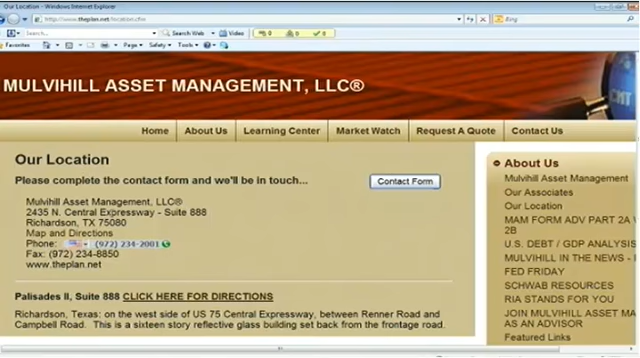 Our Location - Windows Internet Explorer
http://www.theplan.net/location.cfm
Bing
Search Web
Video
Favorites
Page Safety Tools
MULVIHILL ASSET MANAGEMENT, LLC®
Home About Us Learning Center Market Watch Request A Quote Contact Us
Our Location
Please complete the contact form and we'll be in touch...
Contact Form
Mulvihill Asset Management, LLC®
2435 N. Central Expressway - Suite 888
Richardson, TX 75080
Map and Directions
Phone: (972) 234-2001
Fax: (972) 234-8850
www.theplan.net
Palisades II, Suite 888 CLICK HERE FOR DIRECTIONS
Richardson, Texas: on the west side of US 75 Central Expressway, between Renner Road and
Campbell Road. This is a sixteen story reflective glass building set back from the frontage road.
About Us
Mulvihill Asset Management
Our Associates
Our Location
MAM FORM ADV PART 2A
2B
U.S. DEBT / GDP ANALYSIS
MULVIHILL IN THE NEWS -
FED FRIDAY
SCHWAB RESOURCES
RIA STANDS FOR YOU
JOIN MULVIHILL ASSET MA
AS AN ADVISOR
Featured Links